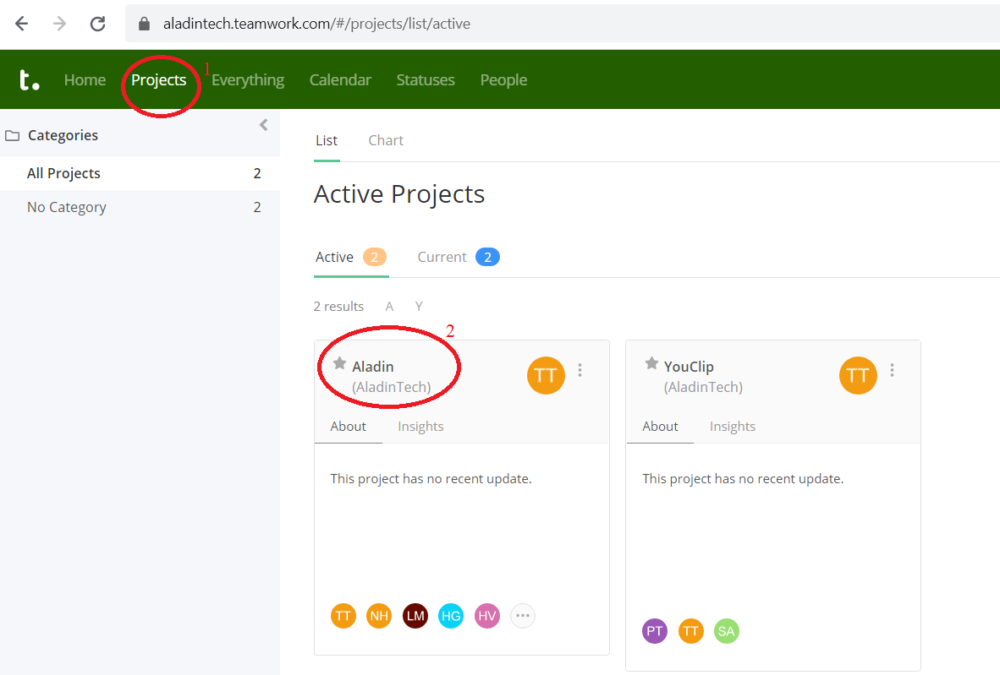 aladintech.teamwork.com/#/projects/list/active
t. Home Projects 1 Everything Calendar Statuses People
Categories
All Projects 2
No Category 2
List Chart
Active Projects
Active 2 Current 2
2 results A Y
2
Aladin
(AladinTech)
TT
About Insights
This project has no recent update.
TT NH LM HG HV
YouClip
(AladinTech)
TT
About Insights
This project has no recent update.
PT TT SA